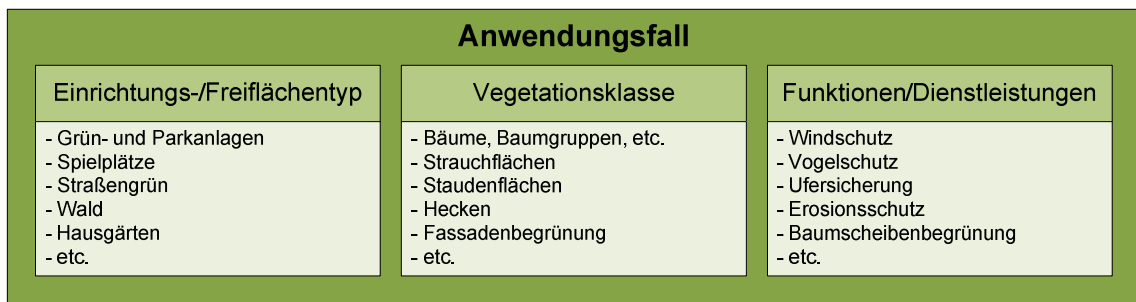 Anwendungsfall
Einrichtungs-/Freiflächentyp
- Grün- und Parkanlagen
- Spielplätze
- Straßengrün
- Wald
- Hausgärten
- etc.
Vegetationsklasse
- Bäume, Baumgruppen, etc.
- Strauchflächen
- Staudenflächen
- Hecken
- Fassadenbegrünung
- etc.
Funktionen/Dienstleistungen
- Windschutz
- Vogelschutz
- Ufersicherung
- Erosionsschutz
- Baumscheibenbegrünung
- etc.